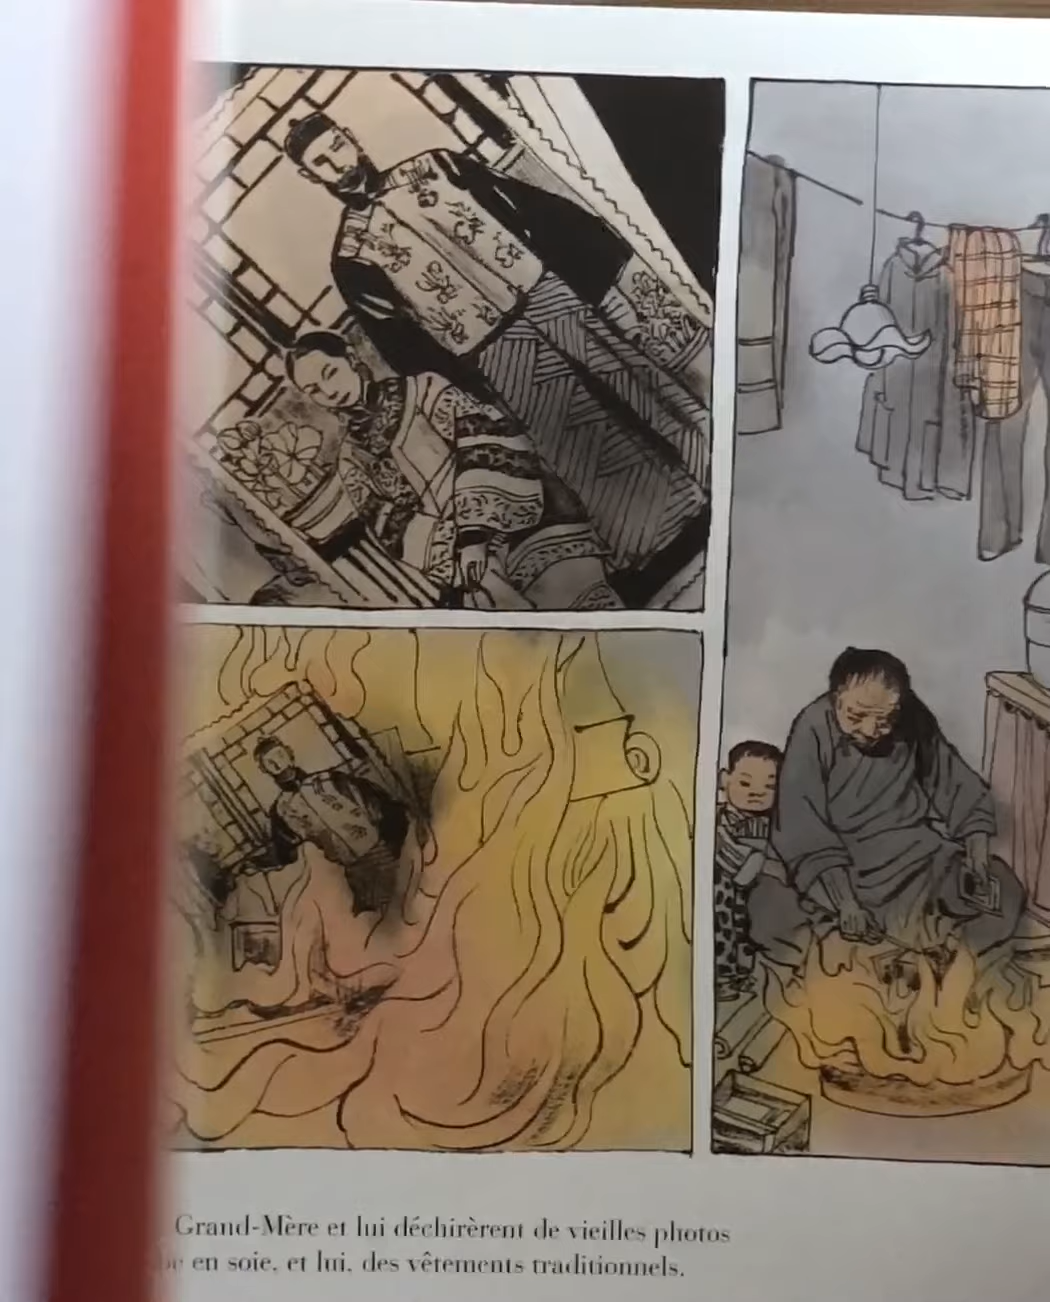 Grand-Mère et lui déchirèrent de vieilles photos
en soie, et lui, des vêtements traditionnels.